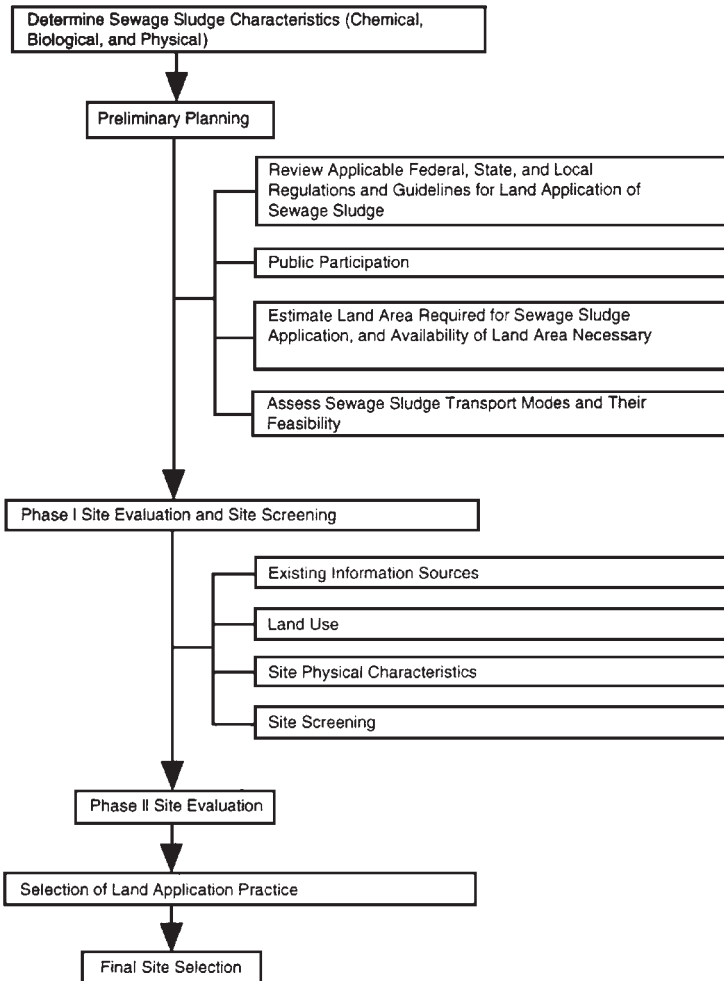 Determine Sewage Sludge Characteristics (Chemical,
Biological, and Physical)
Preliminary Planning
Review Applicable Federal, State, and Local
Regulations and Guidelines for Land Application of
Sewage Sludge
Public Participation
Estimate Land Area Required for Sewage Sludge
Application, and Availability of Land Area Necessary
Assess Sewage Sludge Transport Modes and Their
Feasibility
Phase I Site Evaluation and Site Screening
Existing Information Sources
Land Use
Site Physical Characteristics
Site Screening
Phase II Site Evaluation
Selection of Land Application Practice
Final Site Selection